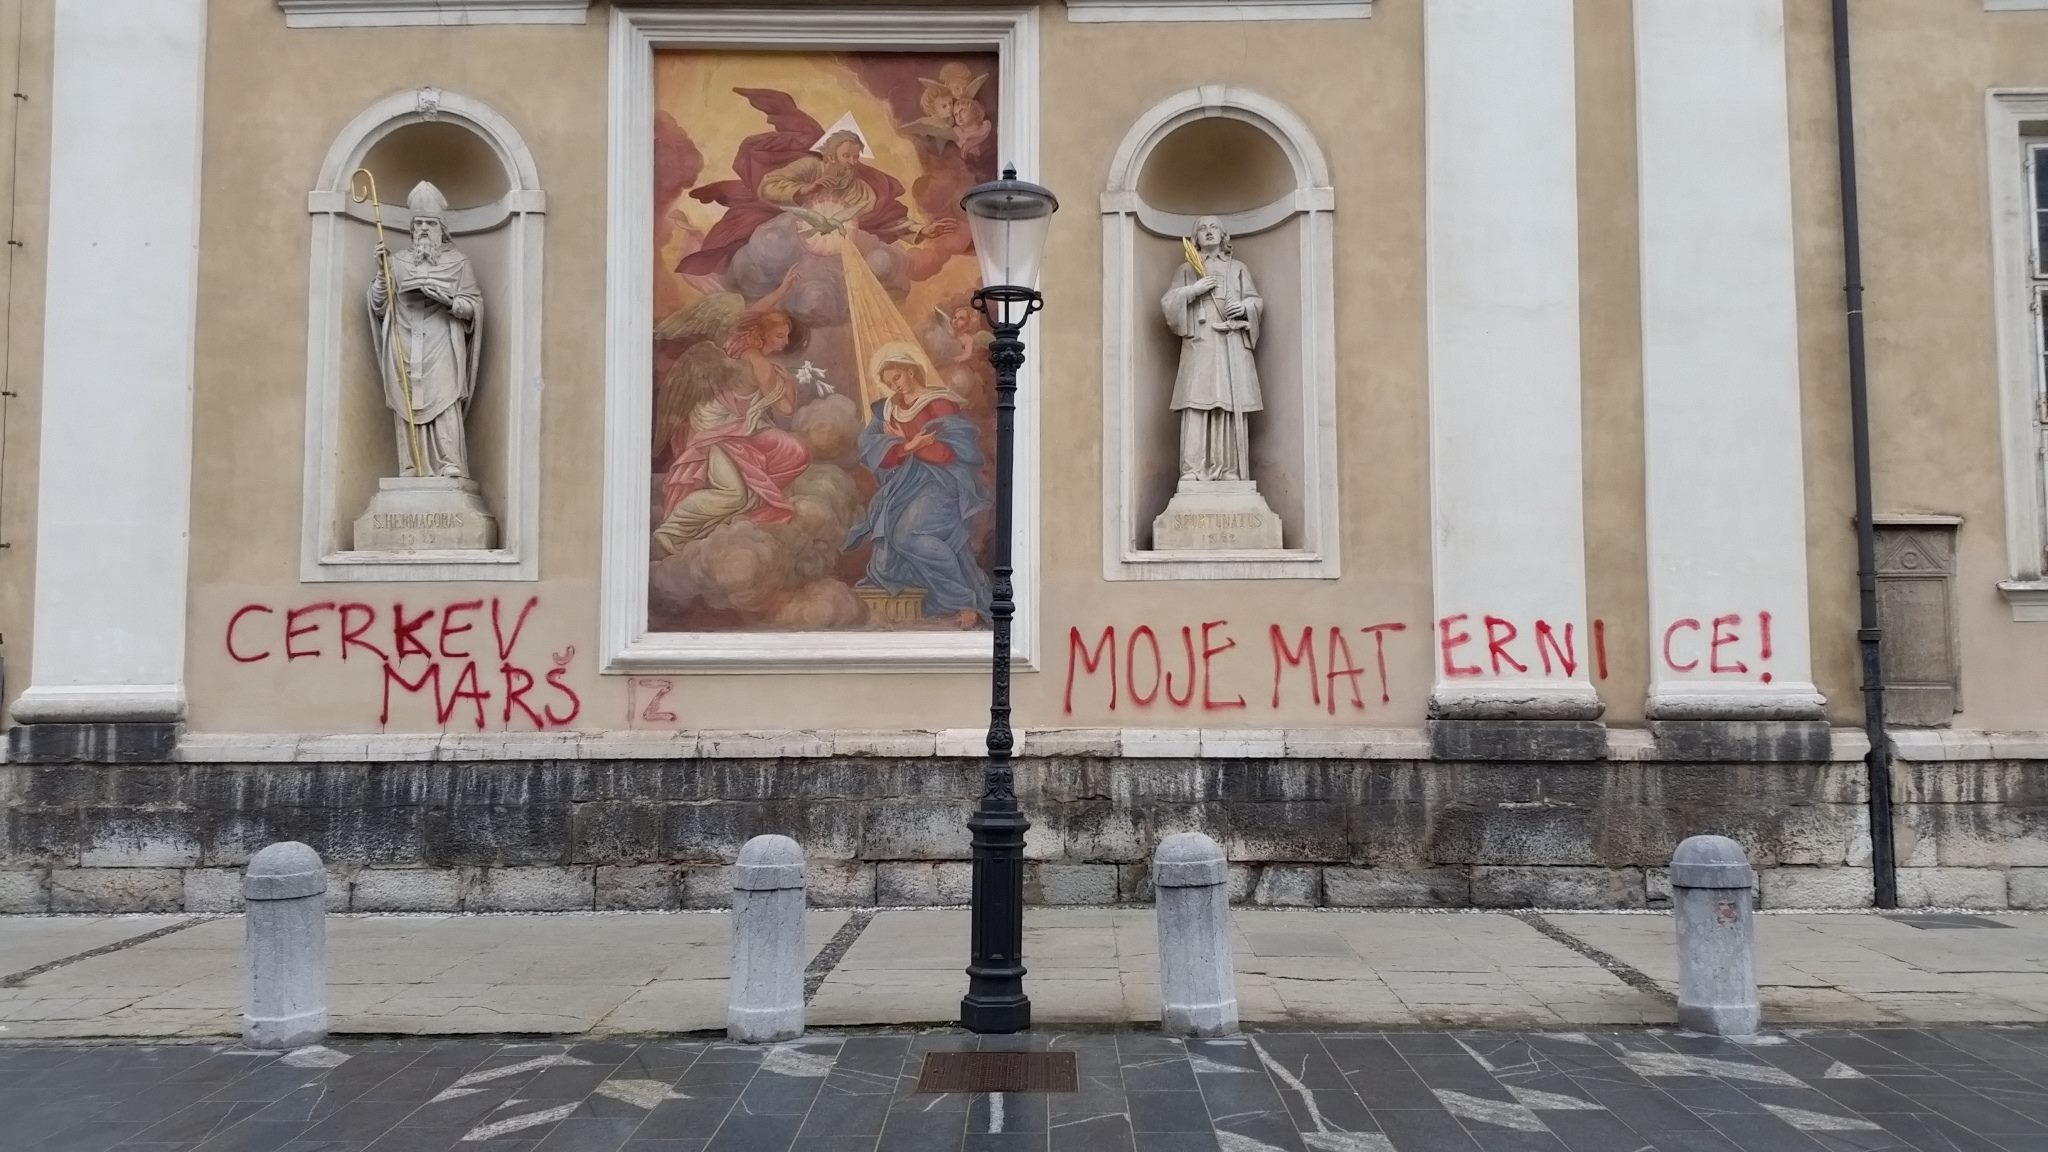 S. HERMAGORAS
S. FORTUNATUS
CERKEV
MARŠ IZ
MOJE MATERNICE!